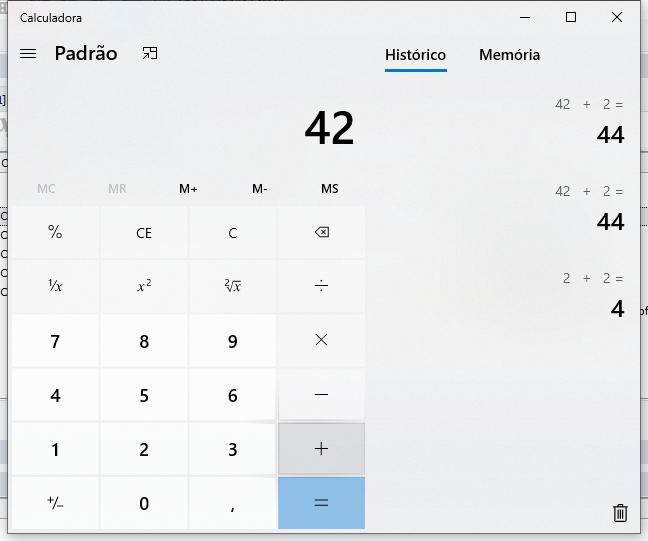 Calculadora
Padrão
Histórico Memória
42
MC MR M+ M- MS
% CE C
¹/x x² ²√x ÷
7 8 9 ×
4 5 6 −
1 2 3 +
+/− 0 , =
42 + 2 =
44
42 + 2 =
44
2 + 2 =
4